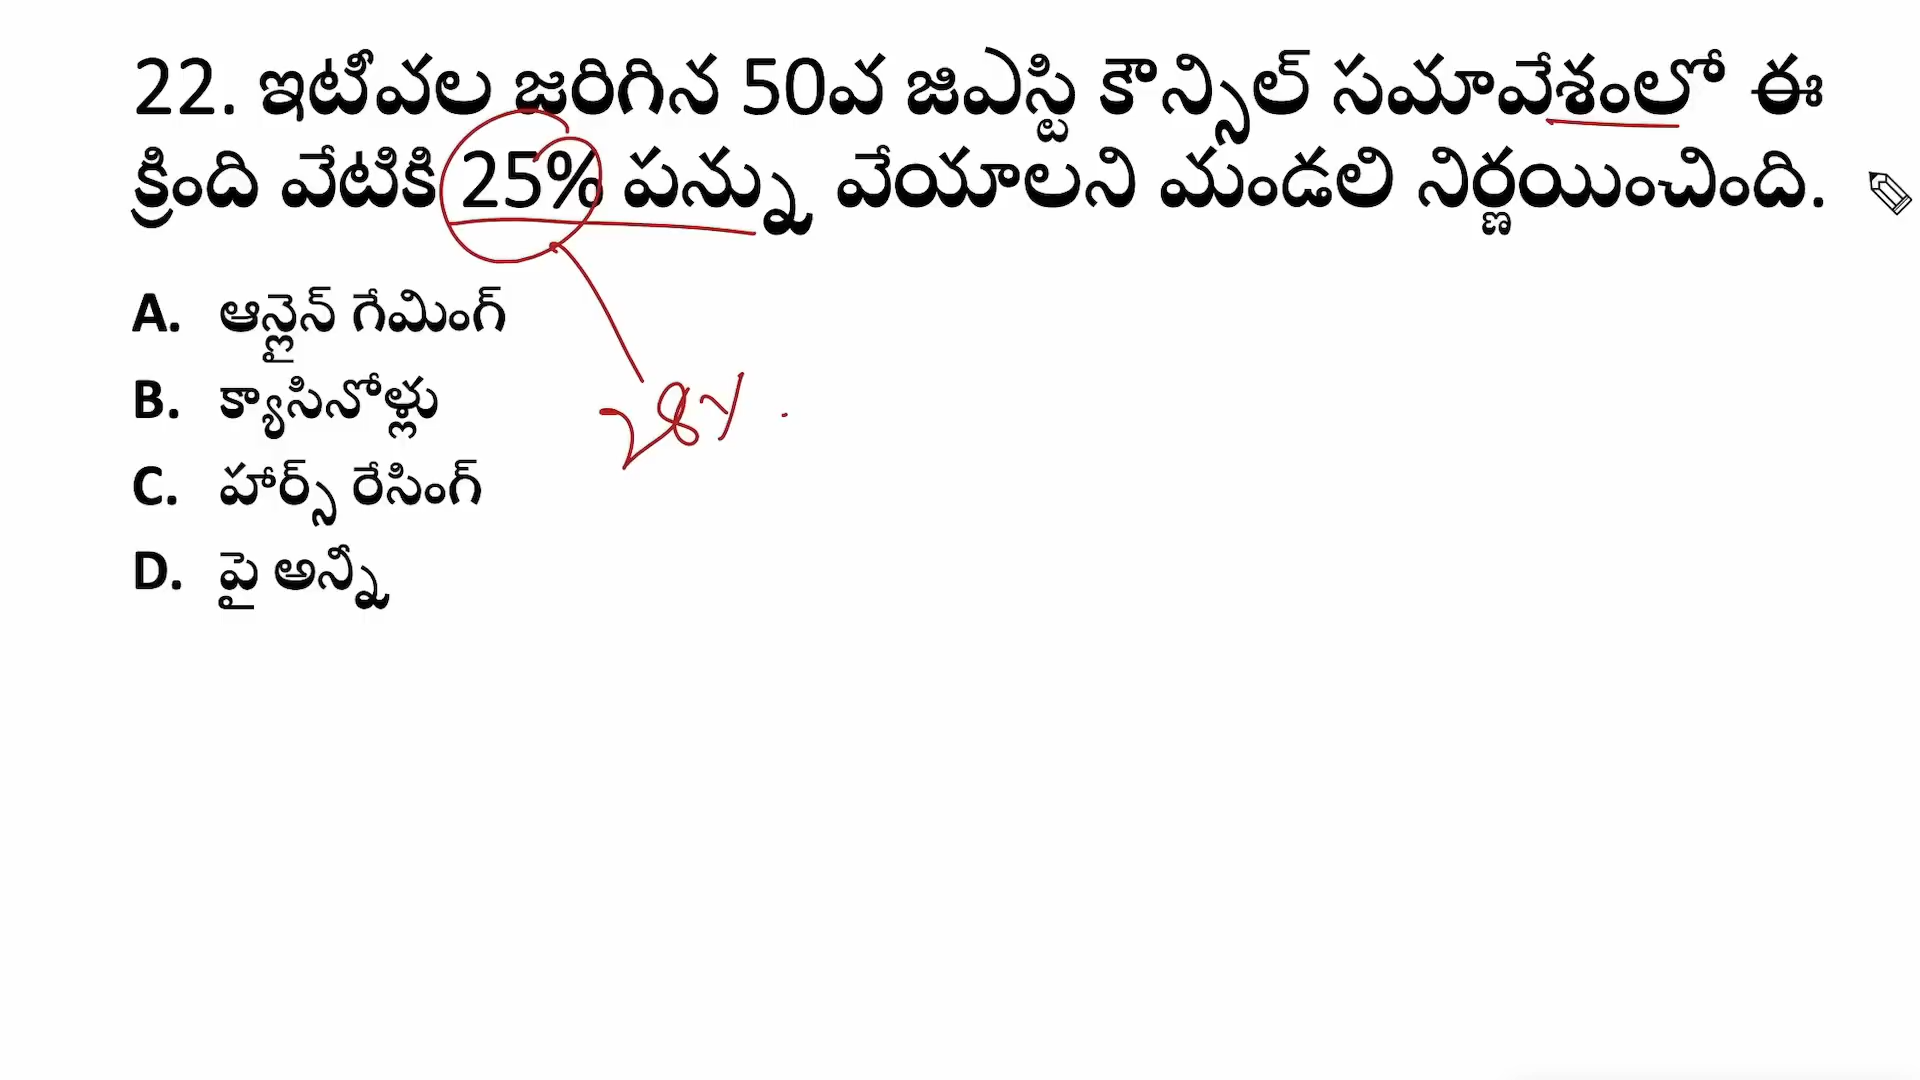 22. ఇటీవల జరిగిన 50వ జిఎస్టి కౌన్సిల్ సమావేశంలో ఈ
క్రింది వేటికి 25% పన్ను వేయాలని మండలి నిర్ణయించింది.
A. ఆన్లైన్ గేమింగ్
B. క్యాసినోళ్లు
28%.
C. హార్స్ రేసింగ్
D. పై అన్నీ